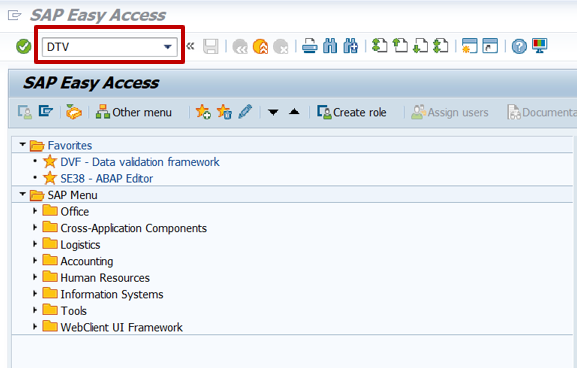 SAP Easy Access
DTV
SAP Easy Access
Other menu Create role Assign users Documenta
Favorites
DVF - Data validation framework
SE38 - ABAP Editor
SAP Menu
Office
Cross-Application Components
Logistics
Accounting
Human Resources
Information Systems
Tools
WebClient UI Framework